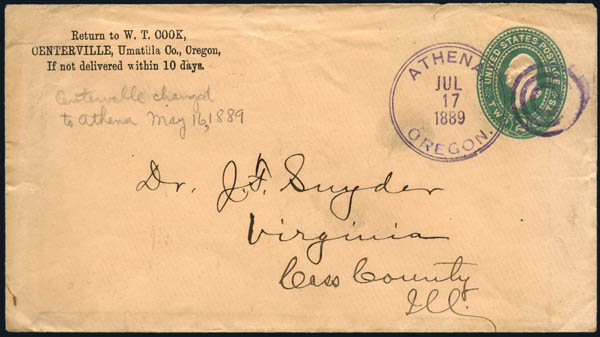 Return to W. T. COOK,
CENTERVILLE, Umatilla Co., Oregon,
If not delivered within 10 days.
Centerville changed
to Athena May 16, 1889
ATHENA
JUL
17
1889
OREGON.
UNITED STATES POSTAGE
TWO
Dr. J. F. Snyder
Virginia
Cass County
Ill.